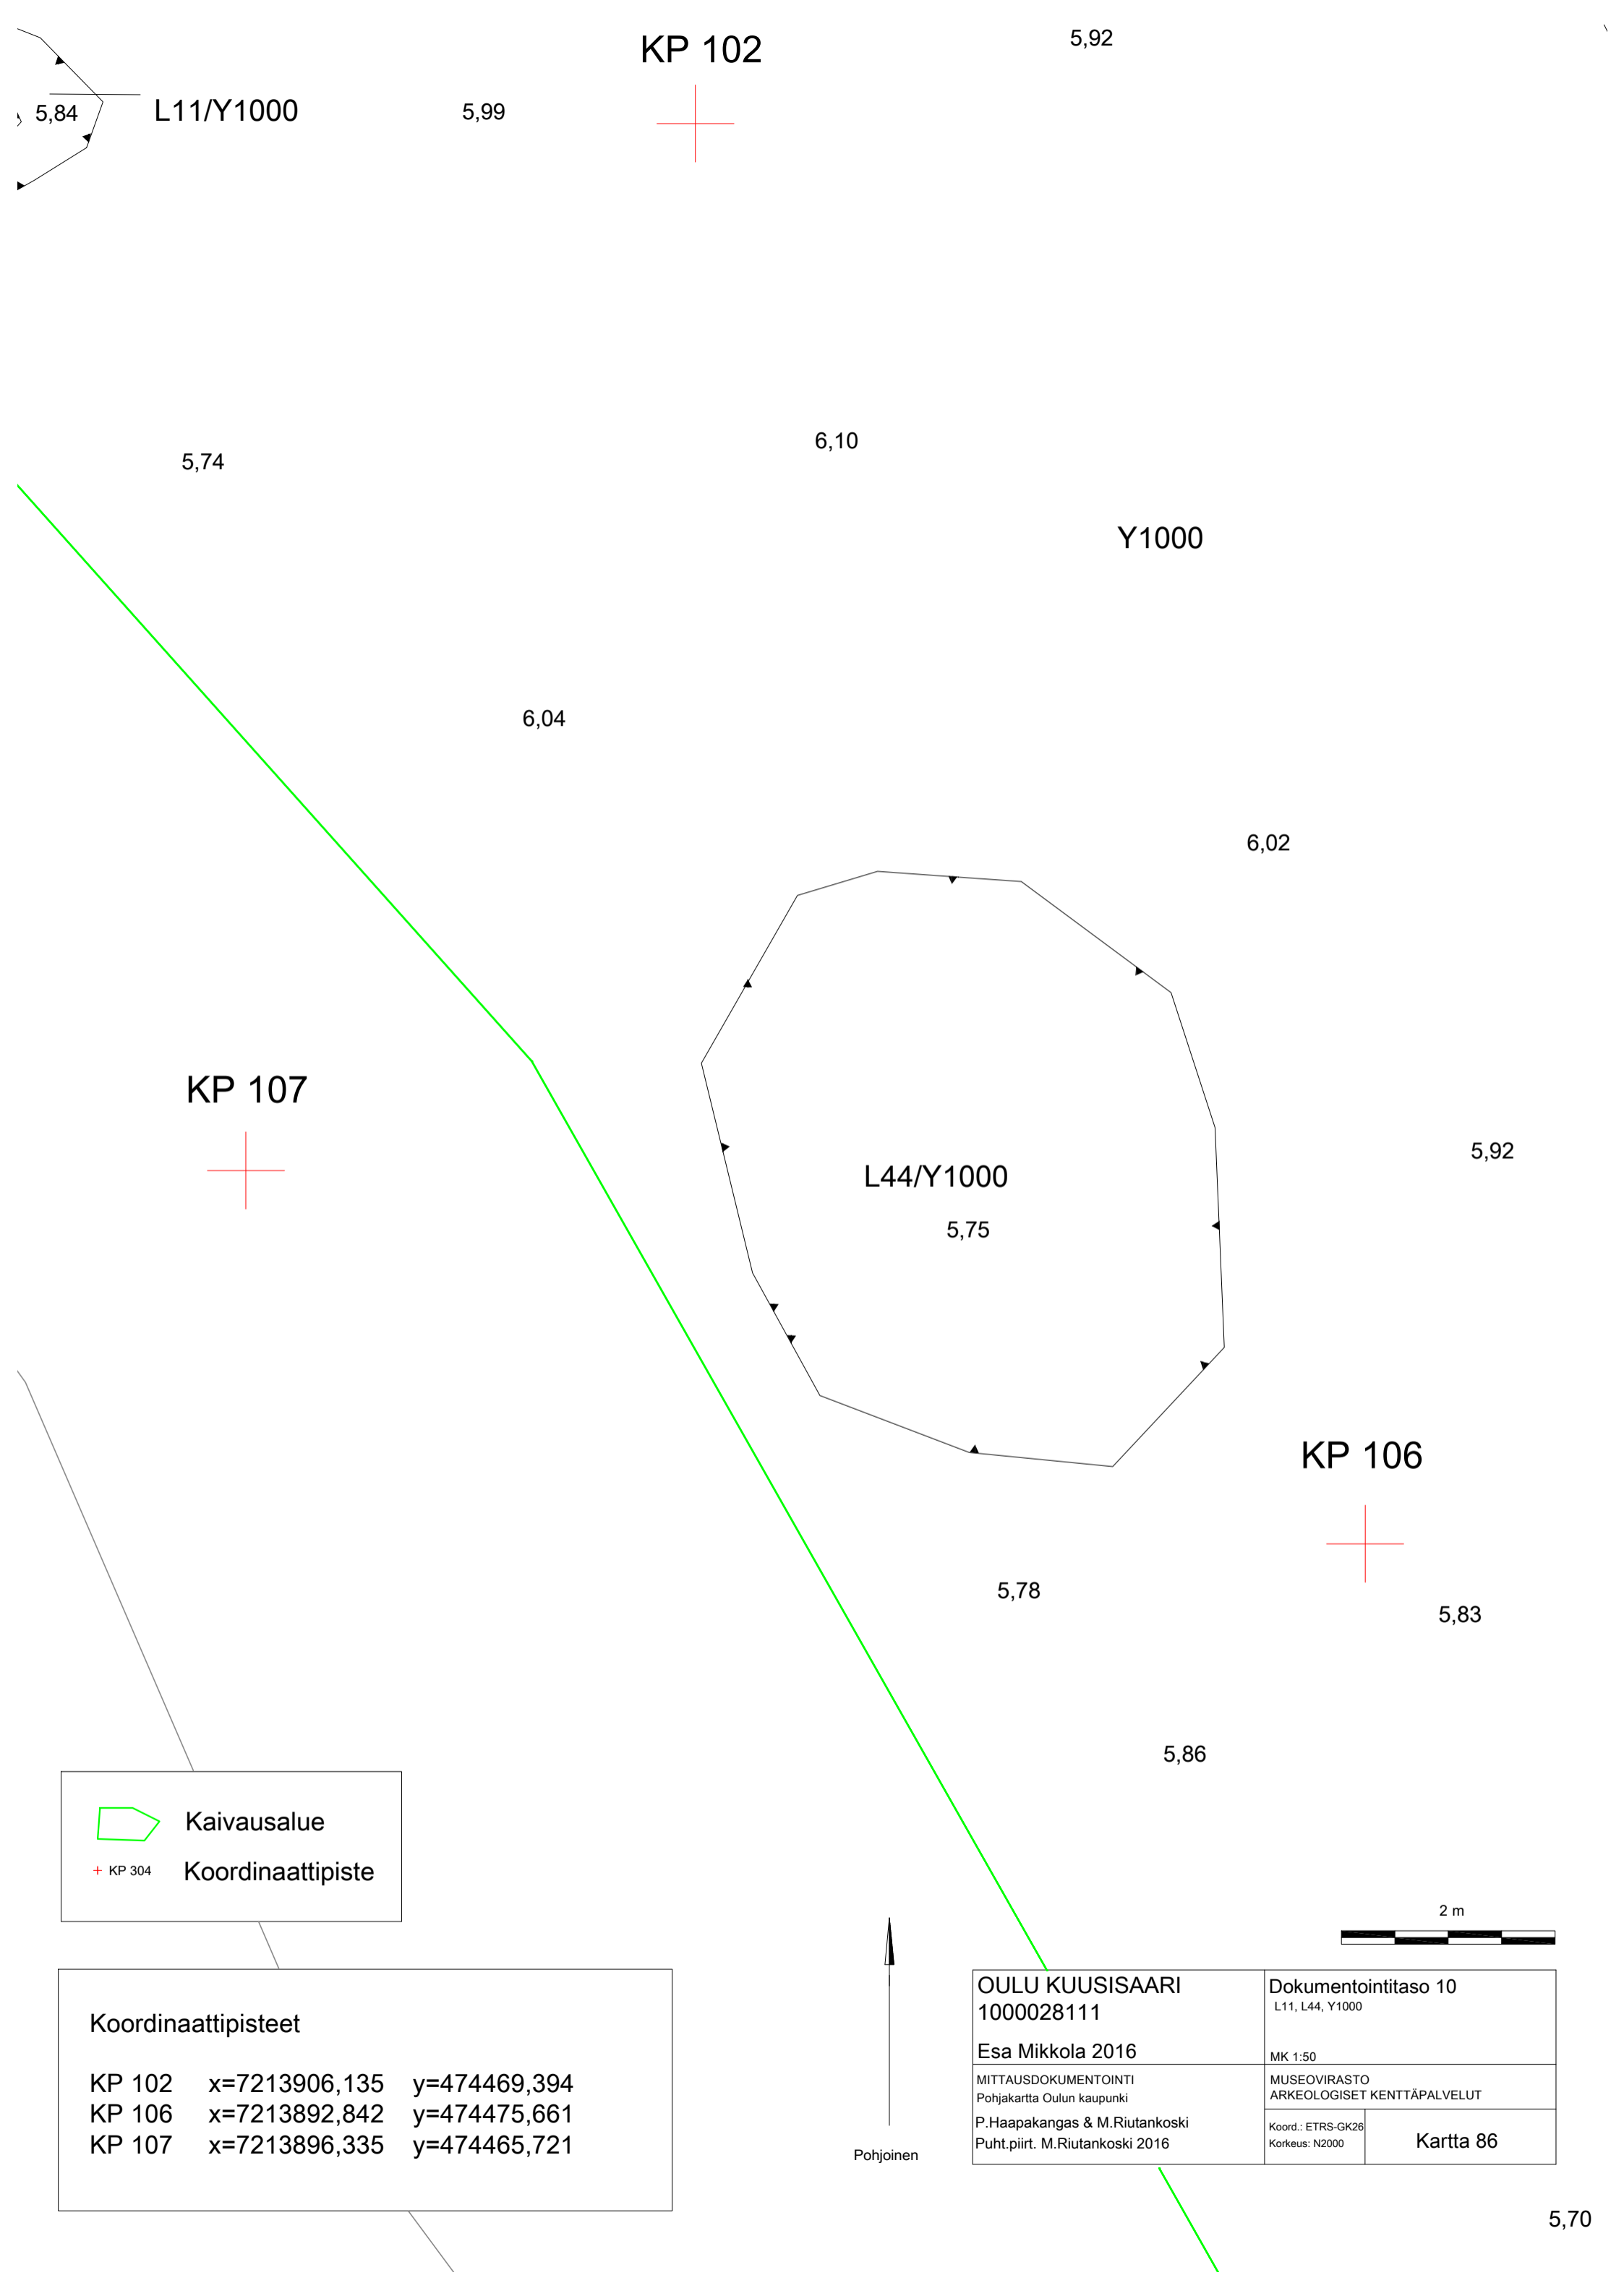 KP 102
5,92
5,84
L11/Y1000
5,99
6,10
5,74
Y1000
6,04
6,02
KP 107
5,92
L44/Y1000
5,75
KP 106
5,78
5,83
5,86
Kaivausalue
KP 304
Koordinaattipiste
2 m
Koordinaattipisteet
KP 102 x=7213906,135 y=474469,394
KP 106 x=7213892,842 y=474475,661
KP 107 x=7213896,335 y=474465,721
Pohjoinen
OULU KUUSISAARI
1000028111
Esa Mikkola 2016
Dokumentointitaso 10
L11, L44, Y1000
MK 1:50
MITTAUSDOKUMENTOINTI
Pohjakartta Oulun kaupunki
P.Haapakangas & M.Riutankoski
Puht.piirt. M.Riutankoski 2016
MUSEOVIRASTO
ARKEOLOGISET KENTTÄPALVELUT
Koord.: ETRS-GK26
Korkeus: N2000
Kartta 86
5,70